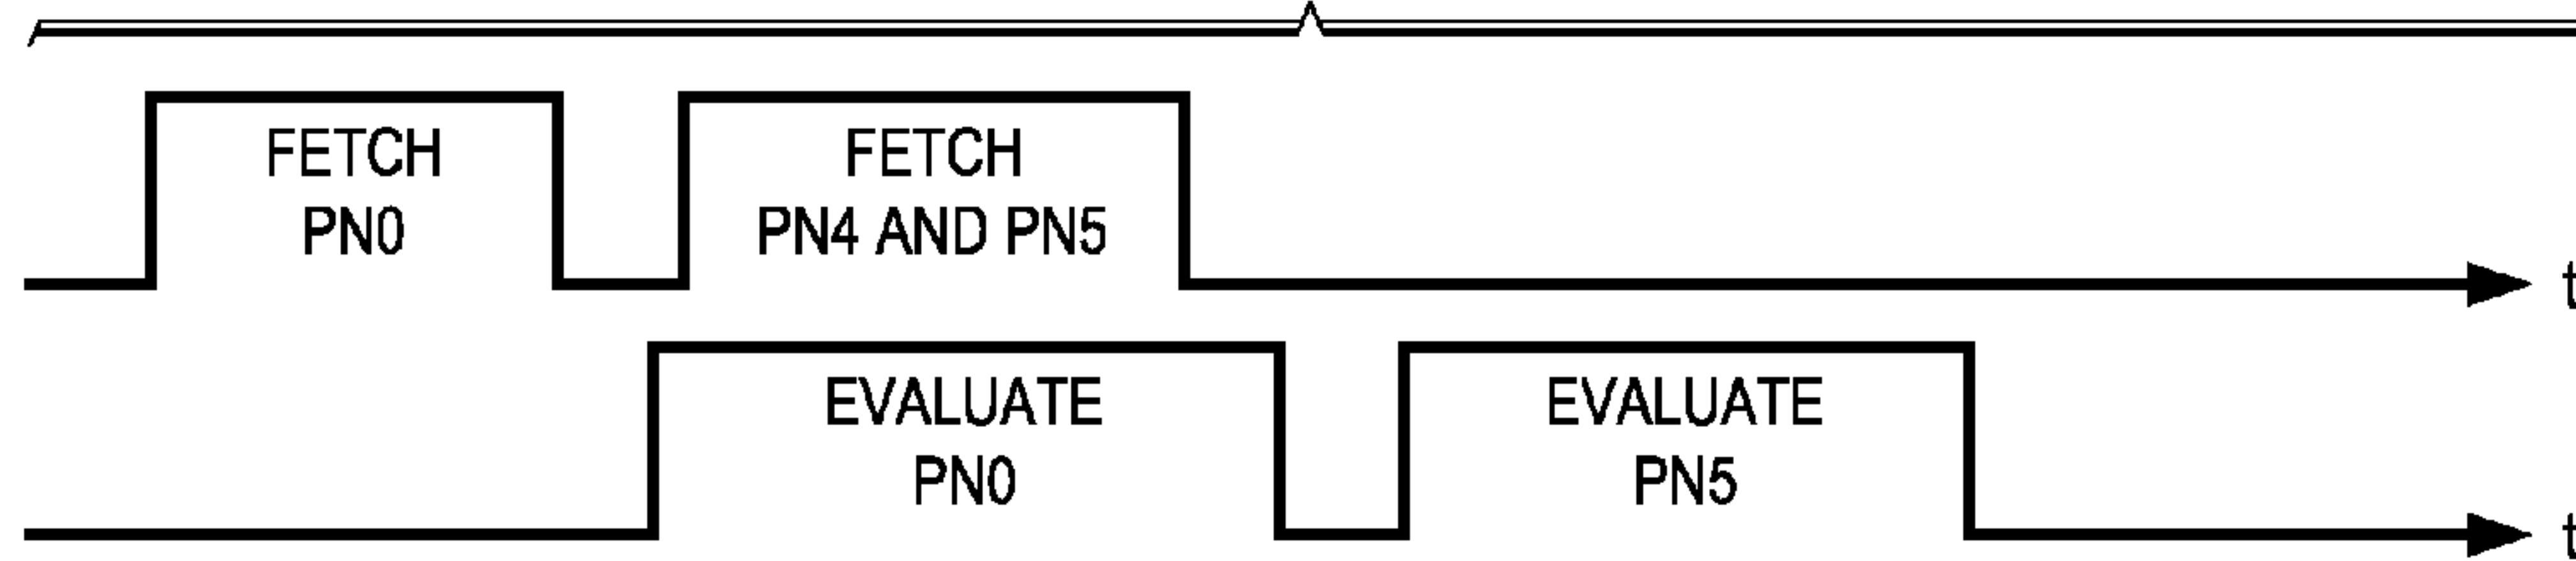 FETCH
PN0
FETCH
PN4 AND PN5
t
EVALUATE
PN0
EVALUATE
PN5
t